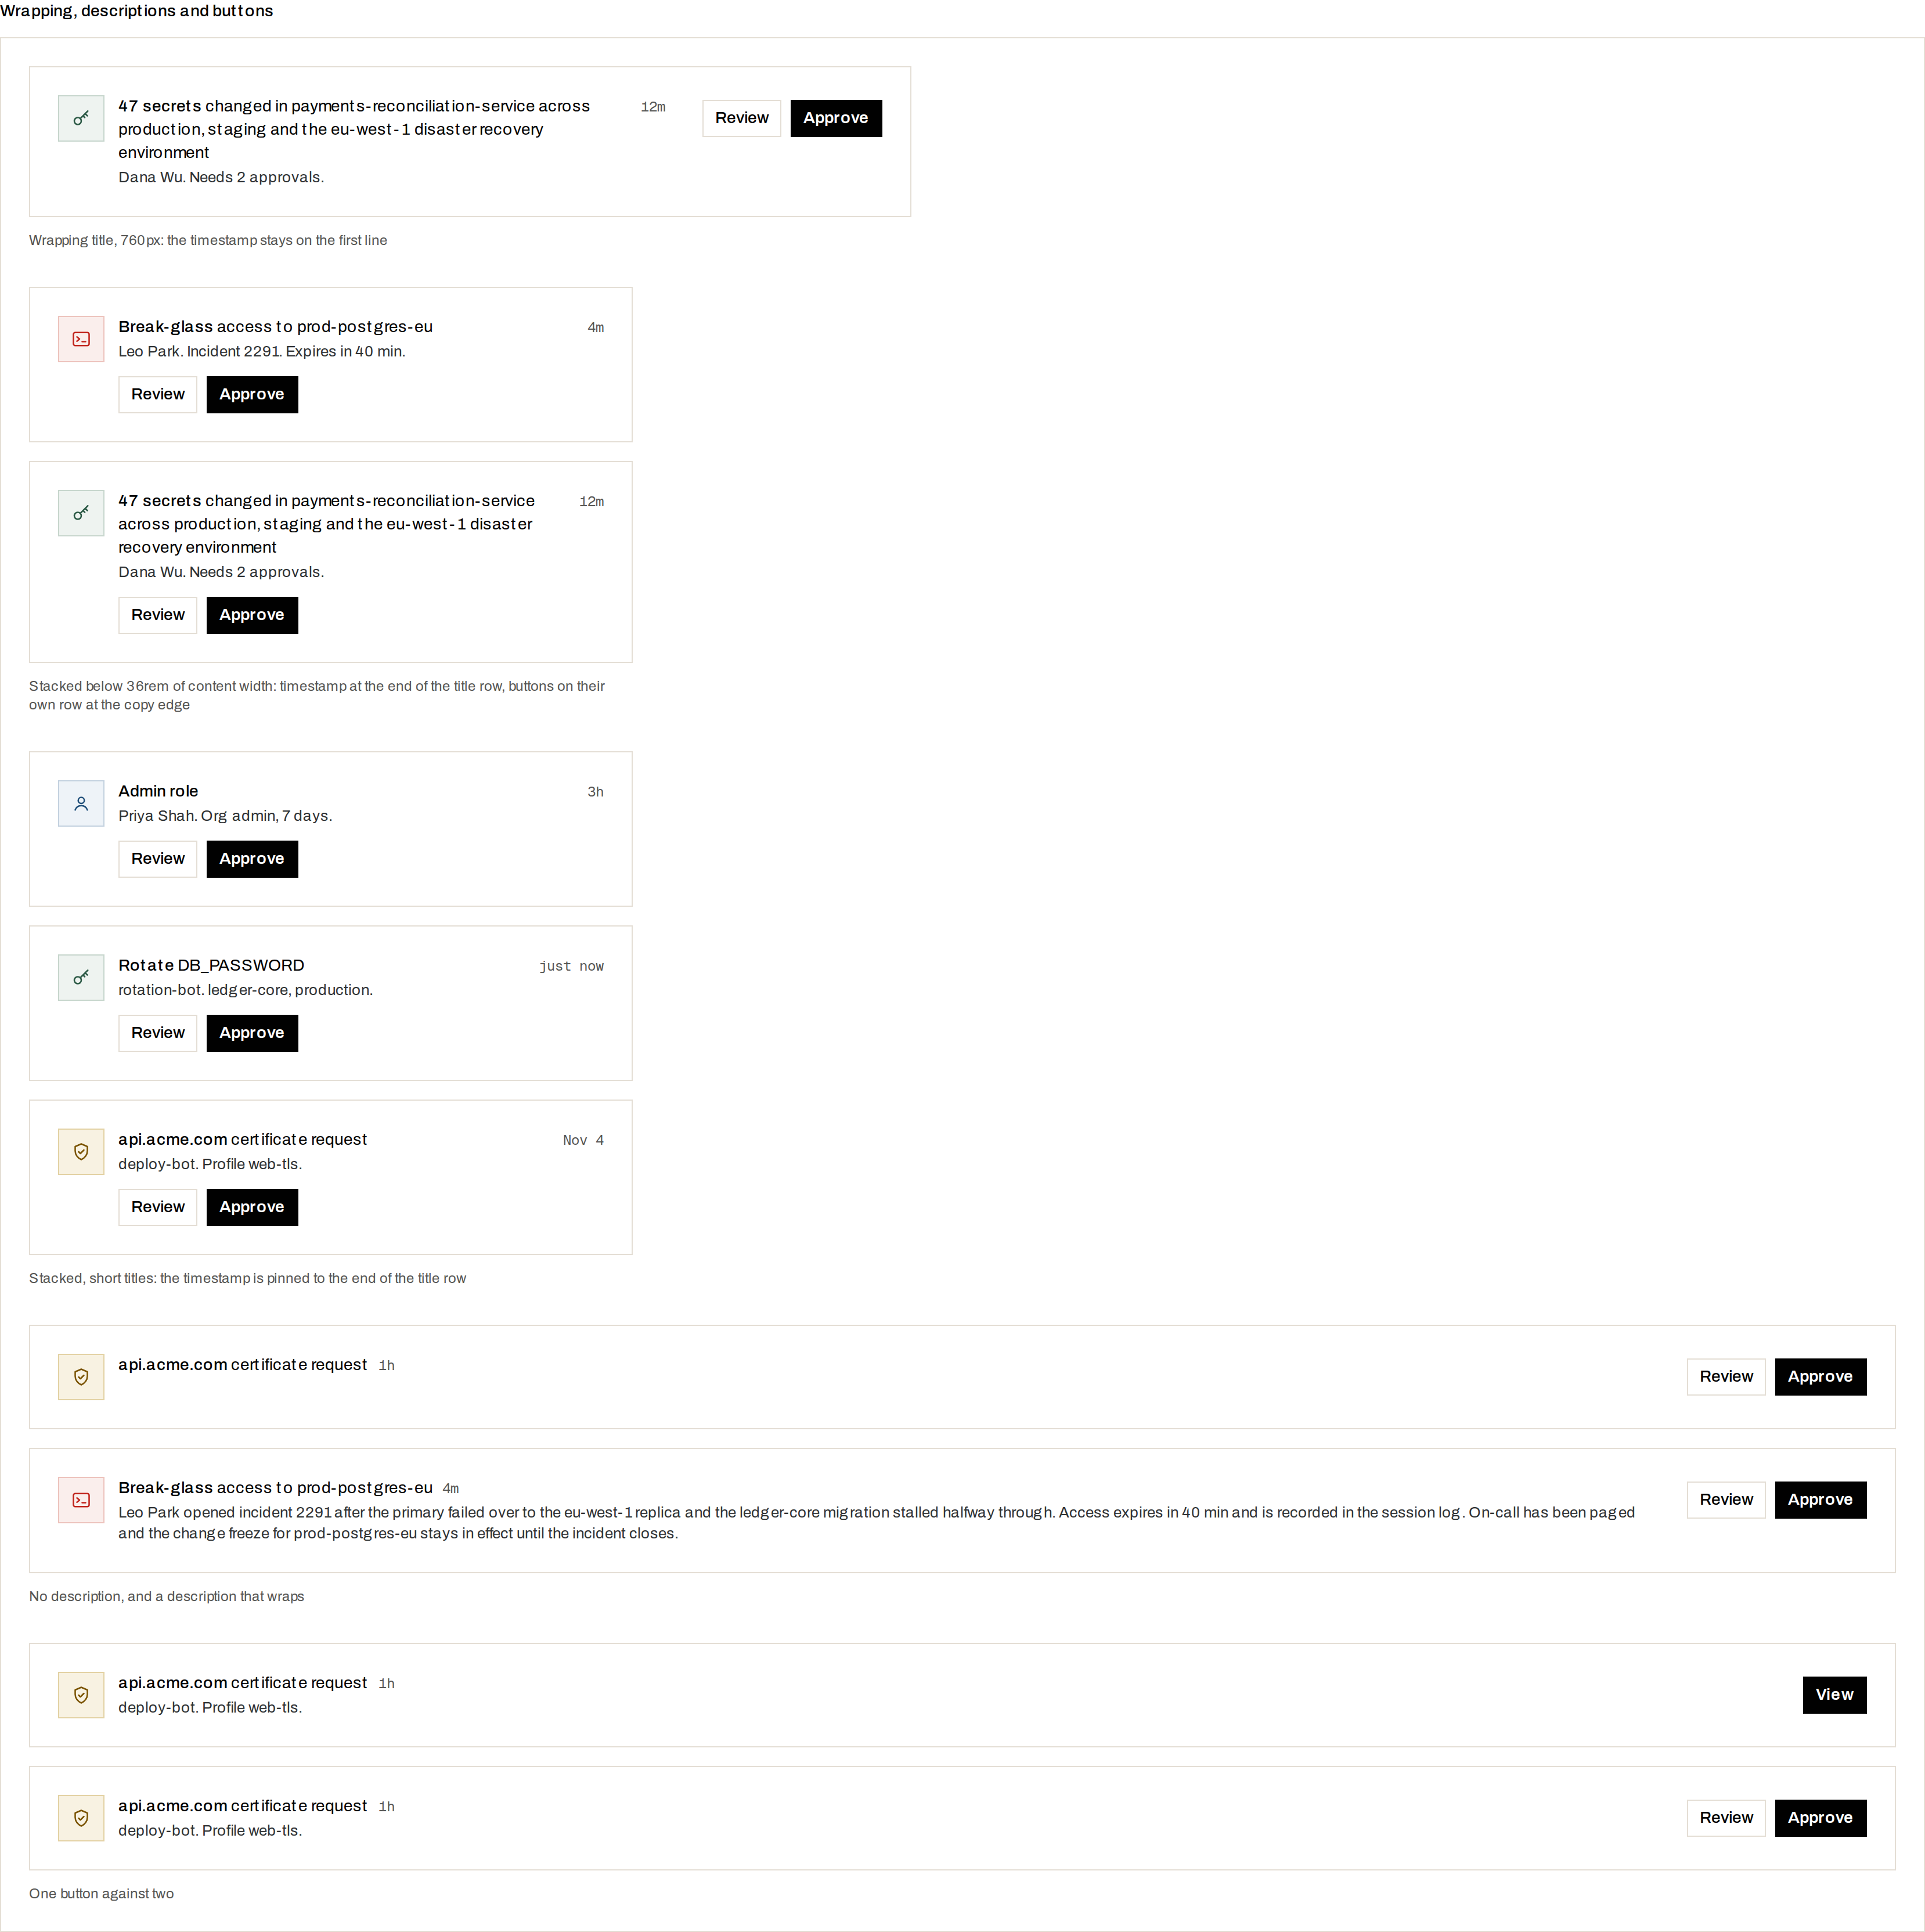 Wrapping, descriptions and buttons
47 secrets changed in payments-reconciliation-service across 12m Review Approve
production, staging and the eu-west-1 disaster recovery
environment
Dana Wu. Needs 2 approvals.
Wrapping title, 760px: the timestamp stays on the first line
Break-glass access to prod-postgres-eu 4m
Leo Park. Incident 2291. Expires in 40 min.
Review Approve
47 secrets changed in payments-reconciliation-service 12m
across production, staging and the eu-west-1 disaster
recovery environment
Dana Wu. Needs 2 approvals.
Review Approve
Stacked below 36rem of content width: timestamp at the end of the title row, buttons on their
own row at the copy edge
Admin role 3h
Priya Shah. Org admin, 7 days.
Review Approve
Rotate DB_PASSWORD just now
rotation-bot. ledger-core, production.
Review Approve
api.acme.com certificate request Nov 4
deploy-bot. Profile web-tls.
Review Approve
Stacked, short titles: the timestamp is pinned to the end of the title row
api.acme.com certificate request 1h Review Approve
Break-glass access to prod-postgres-eu 4m Review Approve
Leo Park opened incident 2291 after the primary failed over to the eu-west-1 replica and the ledger-core migration stalled halfway through. Access expires in 40 min and is recorded in the session log. On-call has been paged
and the change freeze for prod-postgres-eu stays in effect until the incident closes.
No description, and a description that wraps
api.acme.com certificate request 1h View
deploy-bot. Profile web-tls.
api.acme.com certificate request 1h Review Approve
deploy-bot. Profile web-tls.
One button against two